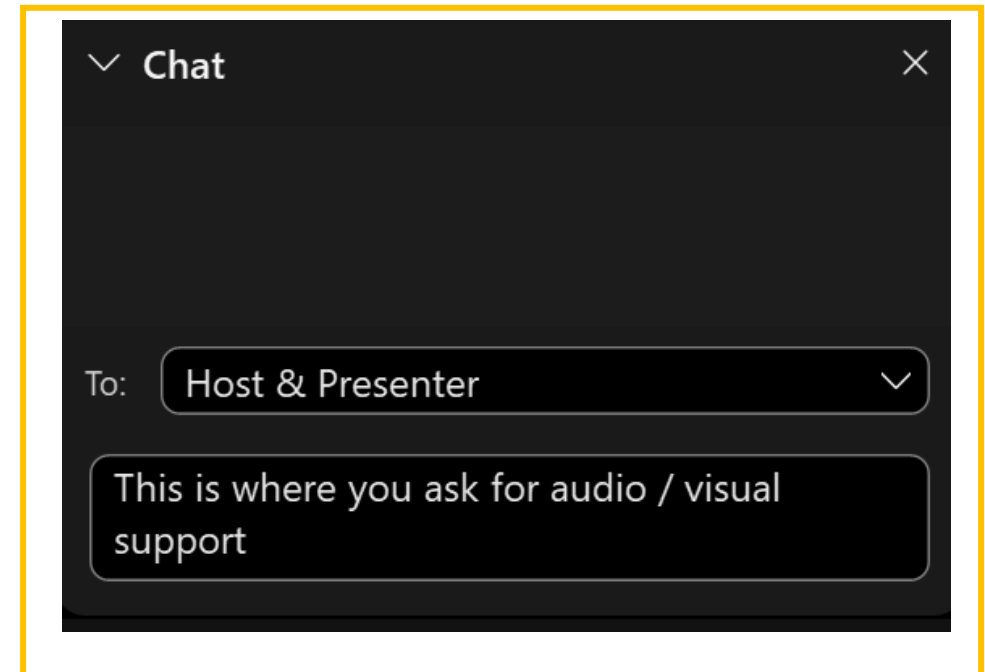 Chat
To: Host & Presenter
This is where you ask for audio / visual
support